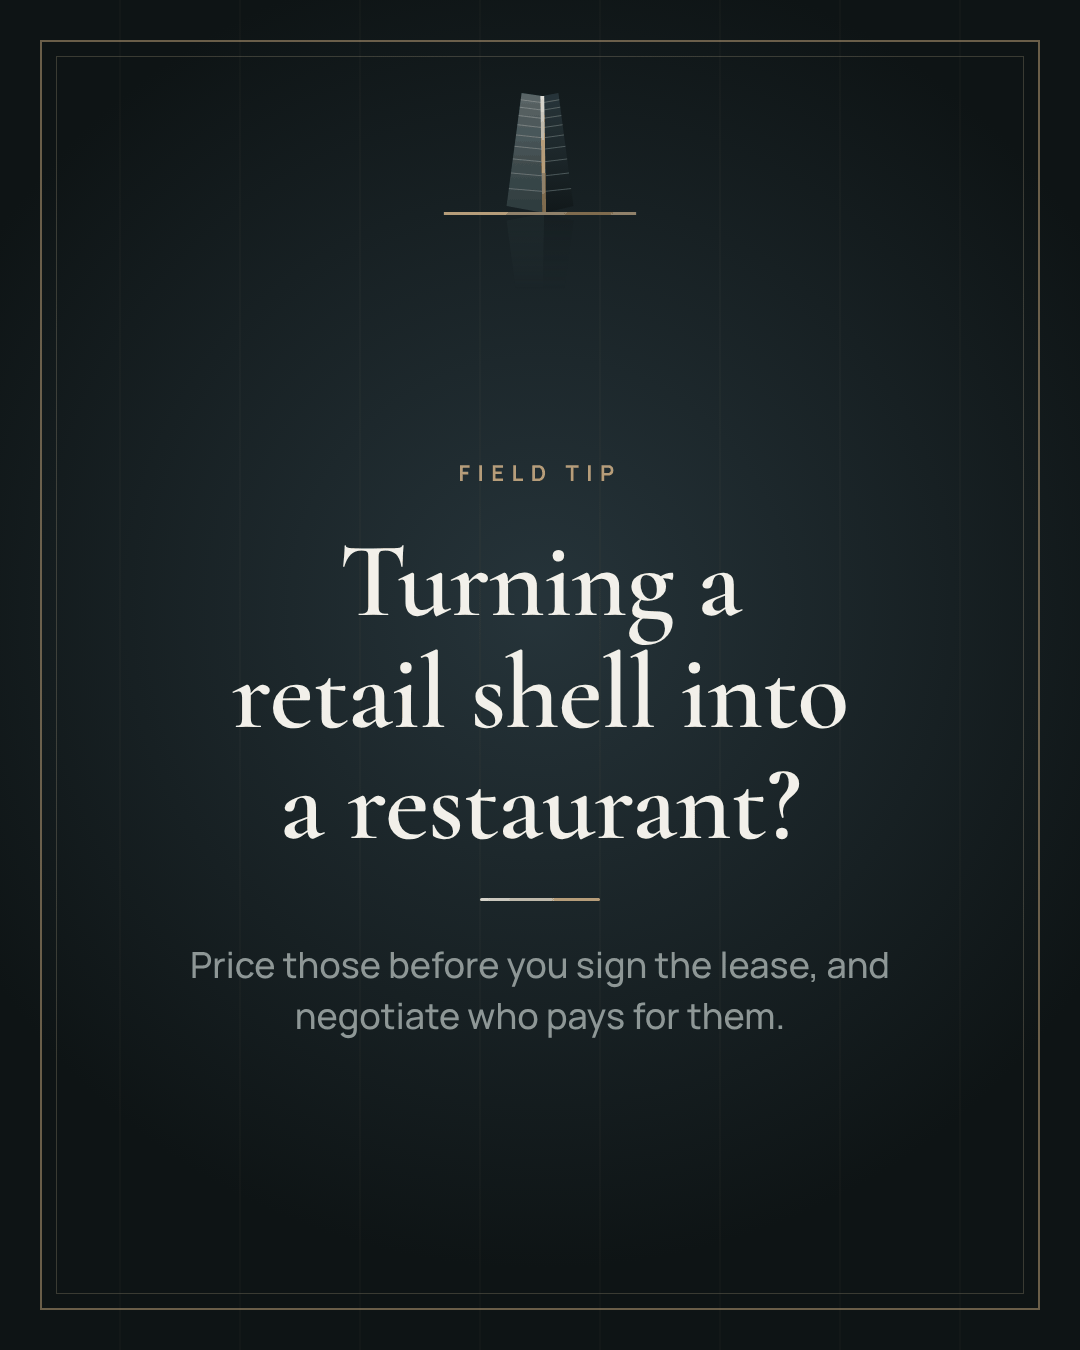 FIELD TIP
Turning a
retail shell into
a restaurant?
Price those before you sign the lease, and
negotiate who pays for them.